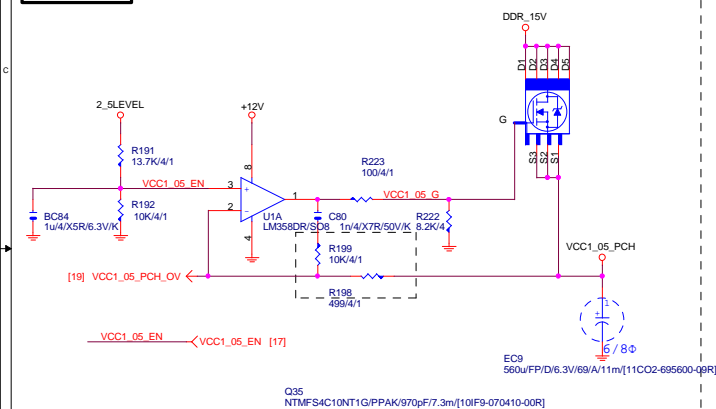 DDR_15V
D1
D2
D3
D4
D5
C
2_5LEVEL
+12V
G
R191
13.7K/4/1
8
R223
100/4/1
S3
S2
S1
VCC1_05_EN
3
+
1
VCC1_05_G
2
-
BC84
1u/4/X5R/6.3V/K
R192
10K/4/1
U1A
LM358DR/SO8
C80
1n/4/X7R/50V/K
R222
8.2K/4
4
VCC1_05_PCH
R199
10K/4/1
[19] VCC1_05_PCH_OV
R198
499/4/1
1
+
6/8Φ
VCC1_05_EN
VCC1_05_EN [17]
EC9
560u/FP/D/6.3V/69/A/11m/[11CO2-695600-09R]
Q35
NTMFS4C10NT1G/PPAK/970pF/7.3m/[10IF9-070410-00R]